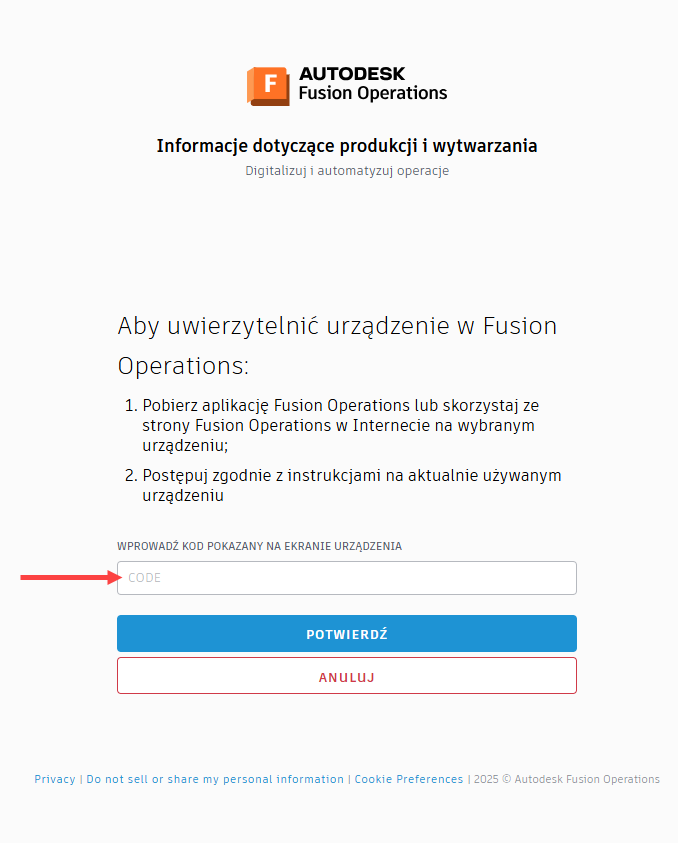 F
AUTODESK
Fusion Operations
Informacje dotyczące produkcji i wytwarzania
Digitalizuj i automatyzuj operacje
Aby uwierzytelnić urządzenie w Fusion
Operations:
1. Pobierz aplikację Fusion Operations lub skorzystaj ze
strony Fusion Operations w Internecie na wybranym
urządzeniu;
2. Postępuj zgodnie z instrukcjami na aktualnie używanym
urządzeniu
WPROWADŹ KOD POKAZANY NA EKRANIE URZĄDZENIA
CODE
POTWIERDŹ
ANULUJ
Privacy | Do not sell or share my personal information | Cookie Preferences | 2025 © Autodesk Fusion Operations